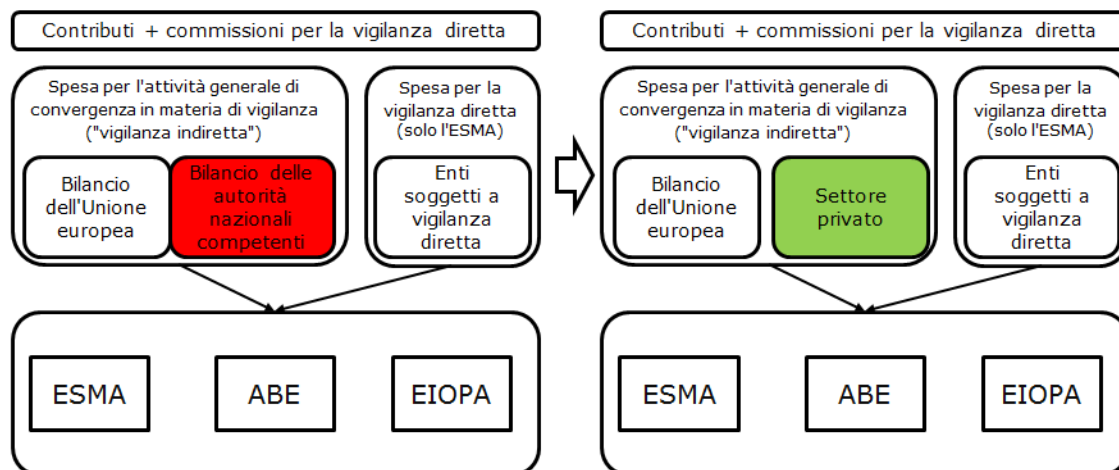 Contributi + commissioni per la vigilanza diretta
Spesa per l'attività generale di
convergenza in materia di vigilanza
("vigilanza indiretta")
Bilancio
dell'Unione
europea
Bilancio delle
autorità
nazionali
competenti
Spesa per la
vigilanza diretta
(solo l'ESMA)
Enti
soggetti a
vigilanza
diretta
ESMA
ABE
EIOPA
Contributi + commissioni per la vigilanza diretta
Spesa per l'attività generale di
convergenza in materia di vigilanza
("vigilanza indiretta")
Bilancio
dell'Unione
europea
Settore
privato
Spesa per la
vigilanza diretta
(solo l'ESMA)
Enti
soggetti a
vigilanza
diretta
ESMA
ABE
EIOPA